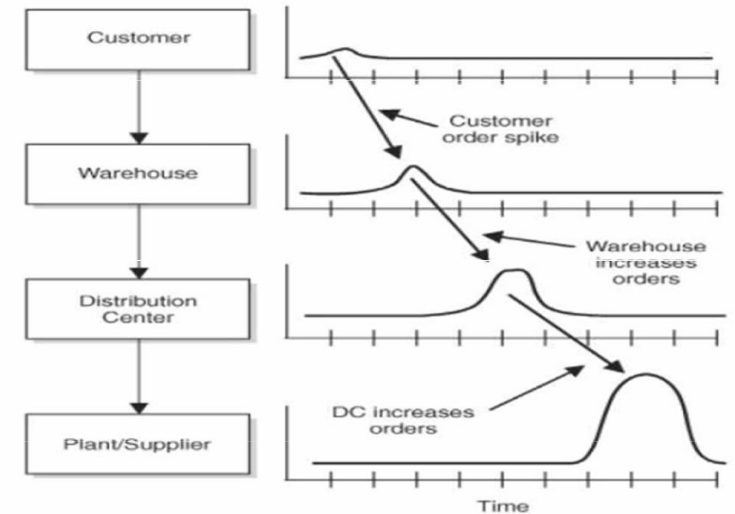 Customer
Customer
order spike
Warehouse
Warehouse
increases
orders
Distribution
Center
DC increases
orders
Plant/Supplier
Time